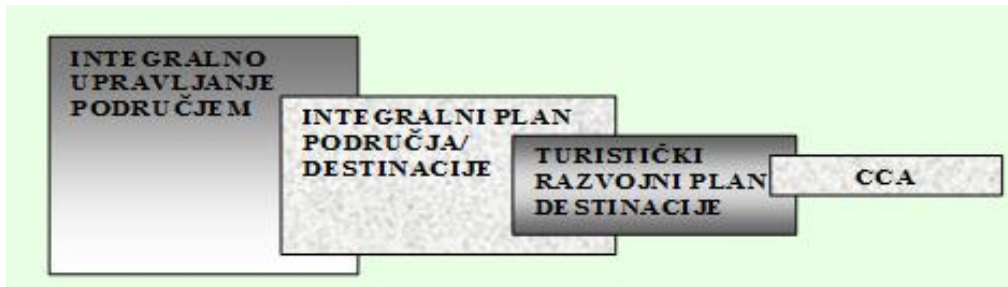 INTEGRALNO
UPRAVLJANJE
PODRUČJEM
INTEGRALNI PLAN
PODRUČJA/
DESTINACIJE
TURISTIČKI
RAZVOJNI PLAN
DESTINACIJE
CCA